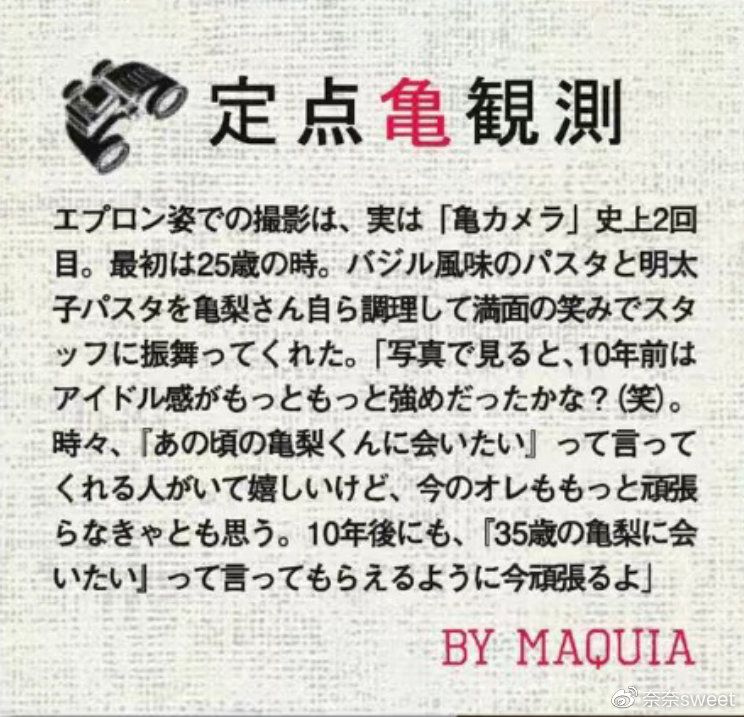 定点亀観測
エプロン姿での撮影は、実は「亀カメラ」史上2回
目。最初は25歳の時。バジル風味のパスタと明太
子パスタを亀梨さん自ら調理して満面の笑みでスタ
ッフに振舞ってくれた。「写真で見ると、10年前は
アイドル感がもっともっと強めだったかな？(笑)。
時々、『あの頃の亀梨くんに会いたい』って言って
くれる人がいて嬉しいけど、今のオレももっと頑張
らなきゃとも思う。10年後にも、『35歳の亀梨に会
いたい』って言ってもらえるように今頑張るよ」
BY MAQUIA
奈奈sweet